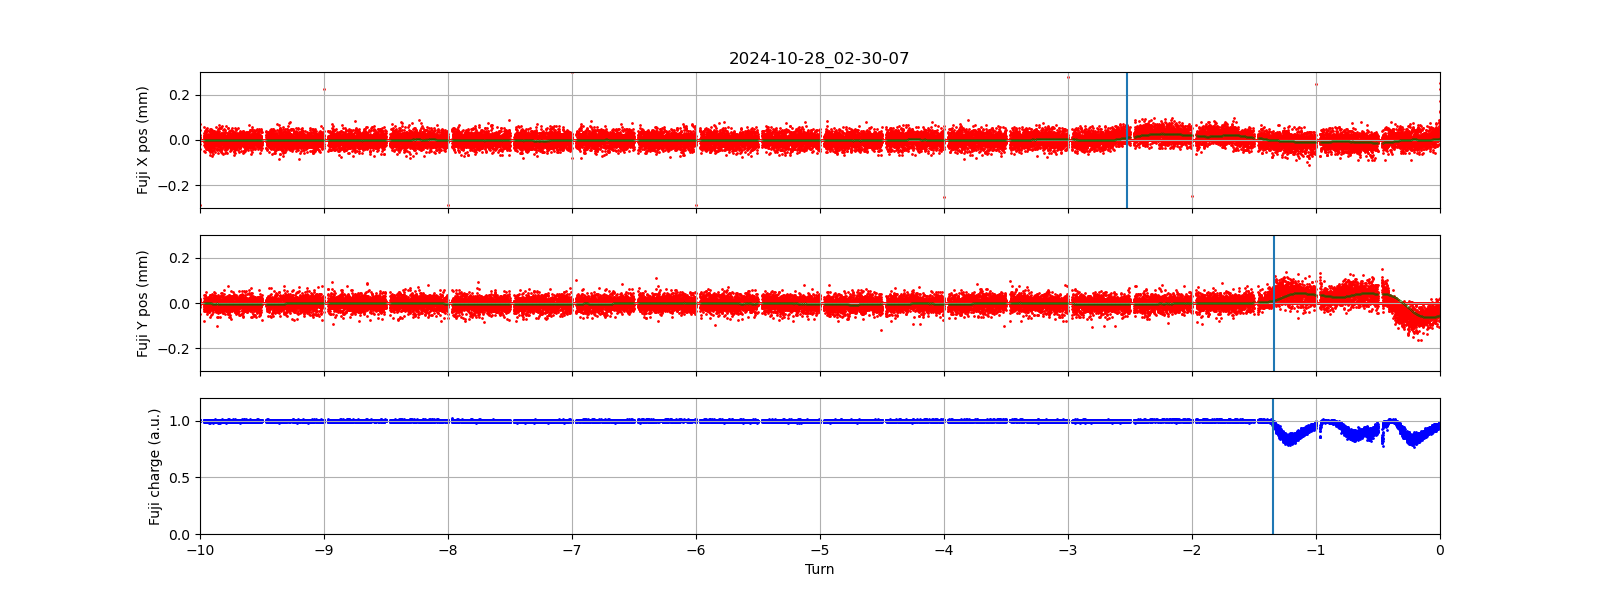 2024-10-28_02-30-07
Fuji X pos (mm)
0.2
0.0
−0.2
Fuji Y pos (mm)
0.2
0.0
−0.2
Fuji charge (a.u.)
1.0
0.5
0.0
−10 −9 −8 −7 −6 −5 −4 −3 −2 −1 0
Turn